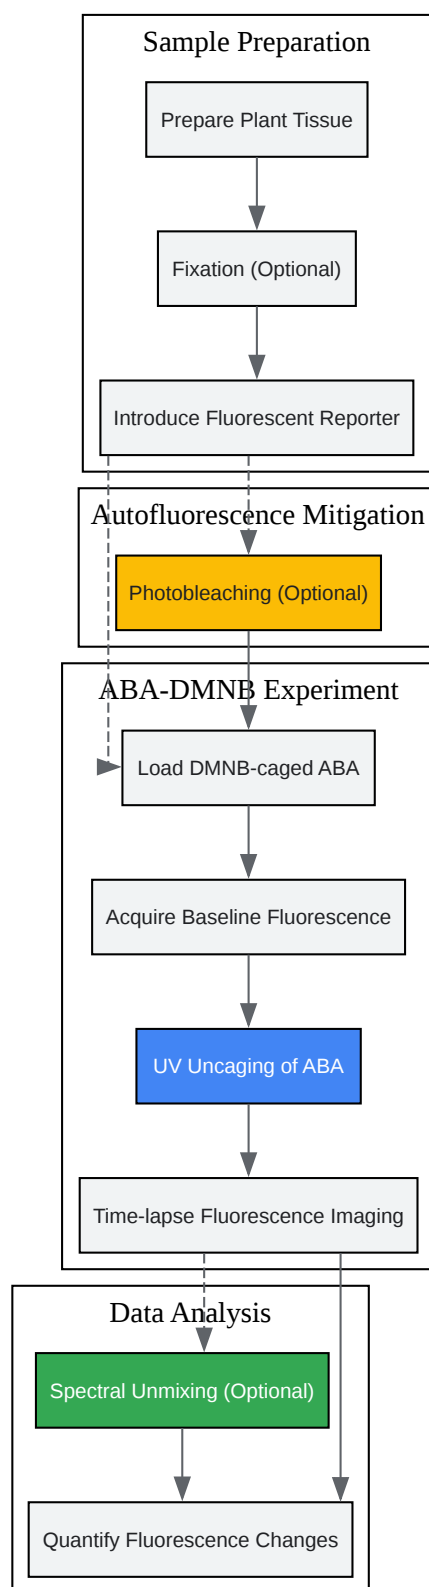 Sample Preparation
Prepare Plant Tissue
Fixation (Optional)
Introduce Fluorescent Reporter
Autofluorescence Mitigation
Photobleaching (Optional)
ABA-DMNB Experiment
Load DMNB-caged ABA
Acquire Baseline Fluorescence
UV Uncaging of ABA
Time-lapse Fluorescence Imaging
Data Analysis
Spectral Unmixing (Optional)
Quantify Fluorescence Changes